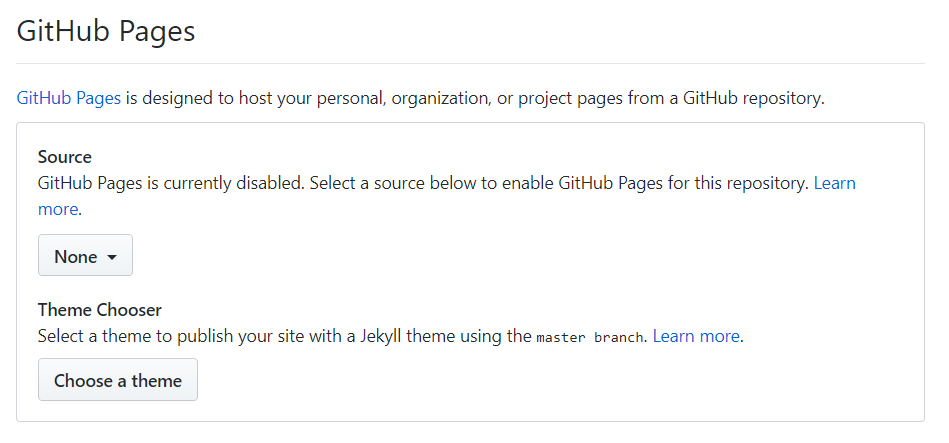 GitHub Pages
GitHub Pages is designed to host your personal, organization, or project pages from a GitHub repository.
Source
GitHub Pages is currently disabled. Select a source below to enable GitHub Pages for this repository. Learn
more.
None
Theme Chooser
Select a theme to publish your site with a Jekyll theme using the master branch. Learn more.
Choose a theme